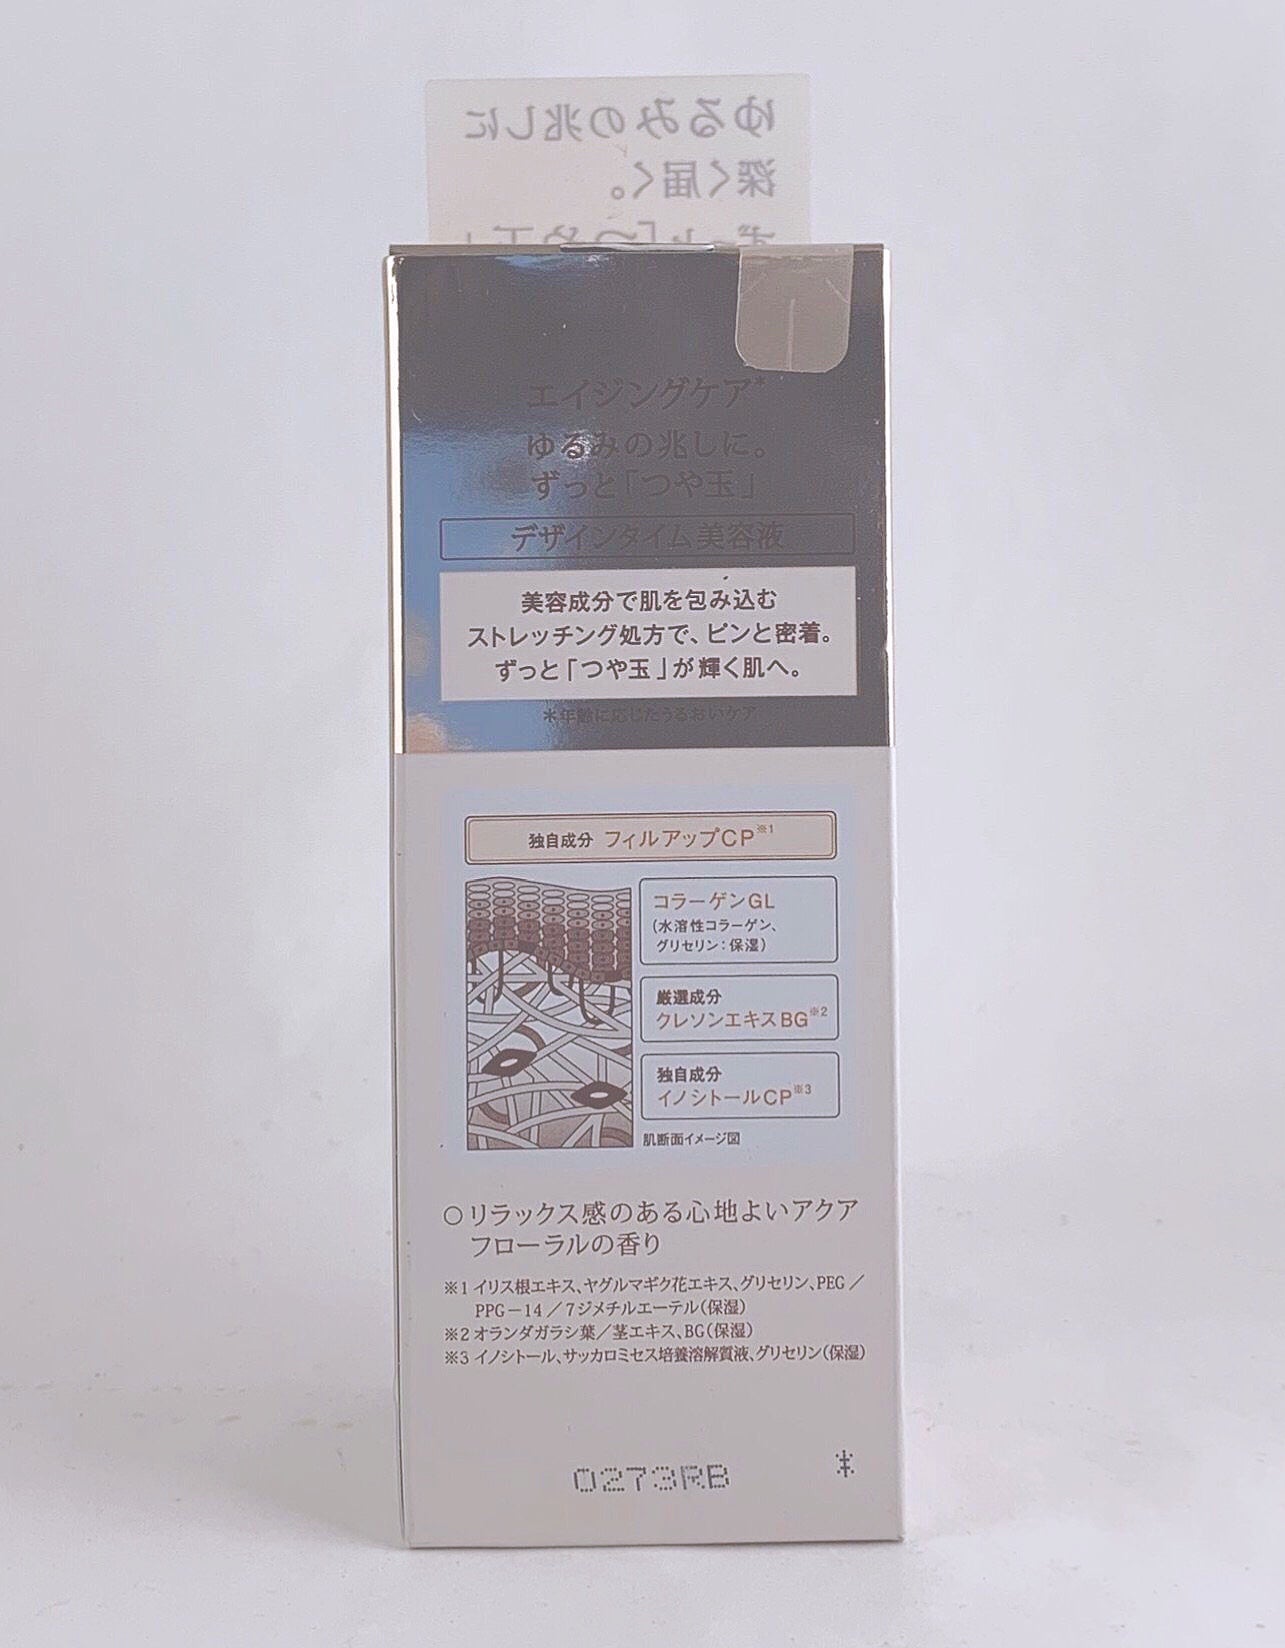 ゆるみの兆しに
深く届く。
ずっと「つや玉」
エイジングケア*
ゆるみの兆しに。
ずっと「つや玉」
デザインタイム美容液
美容成分で肌を包み込む
ストレッチング処方で、ピンと密着。
ずっと「つや玉」が輝く肌へ。
*年齢に応じたうるおいケア
独自成分 フィルアップCP※1
コラーゲンGL
(水溶性コラーゲン、
グリセリン:保湿)
厳選成分
クレソンエキスBG※2
独自成分
イノシトールCP※3
肌断面イメージ図
○リラックス感のある心地よいアクア
フローラルの香り
※1 イリス根エキス、ヤグルマギク花エキス、グリセリン、PEG/
PPG-14/7ジメチルエーテル(保湿)
※2 オランダガラシ葉/茎エキス、BG(保湿)
※3 イノシトール、サッカロミセス培養溶解質液、グリセリン(保湿)
0273RB